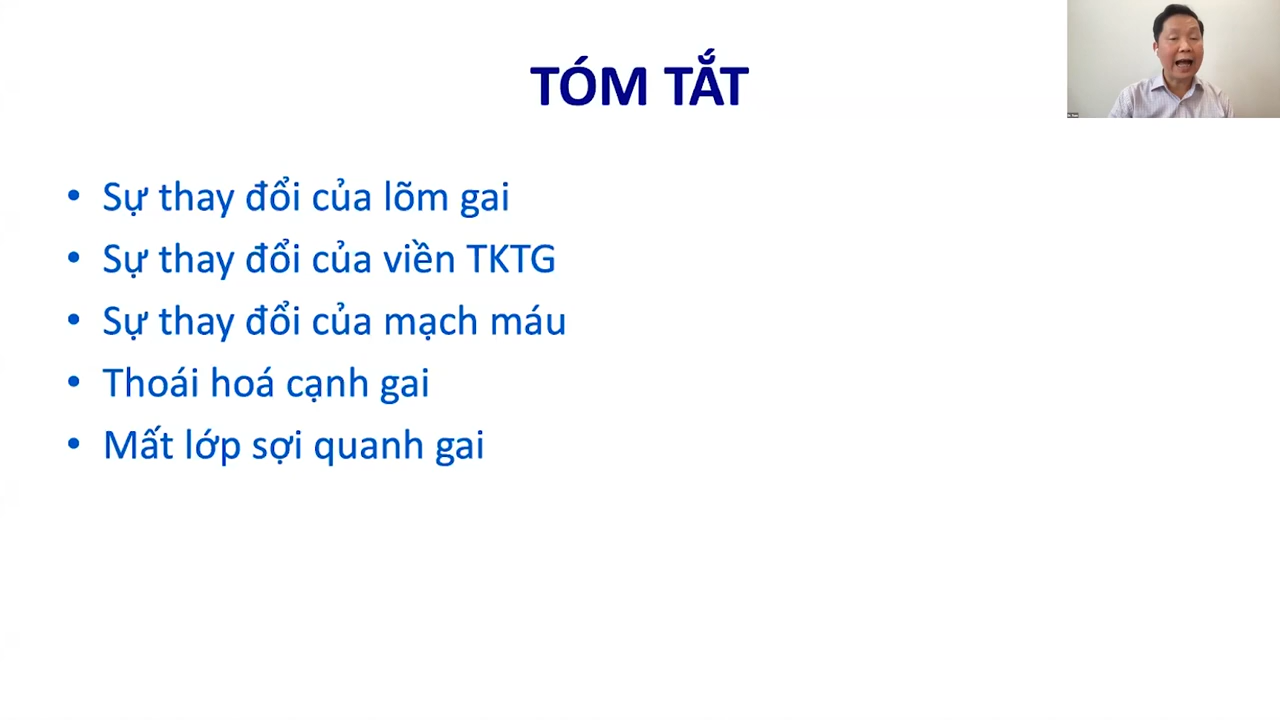 TÓM TẮT
• Sự thay đổi của lõm gai
• Sự thay đổi của viền TKTG
• Sự thay đổi của mạch máu
• Thoái hoá cạnh gai
• Mất lớp sợi quanh gai